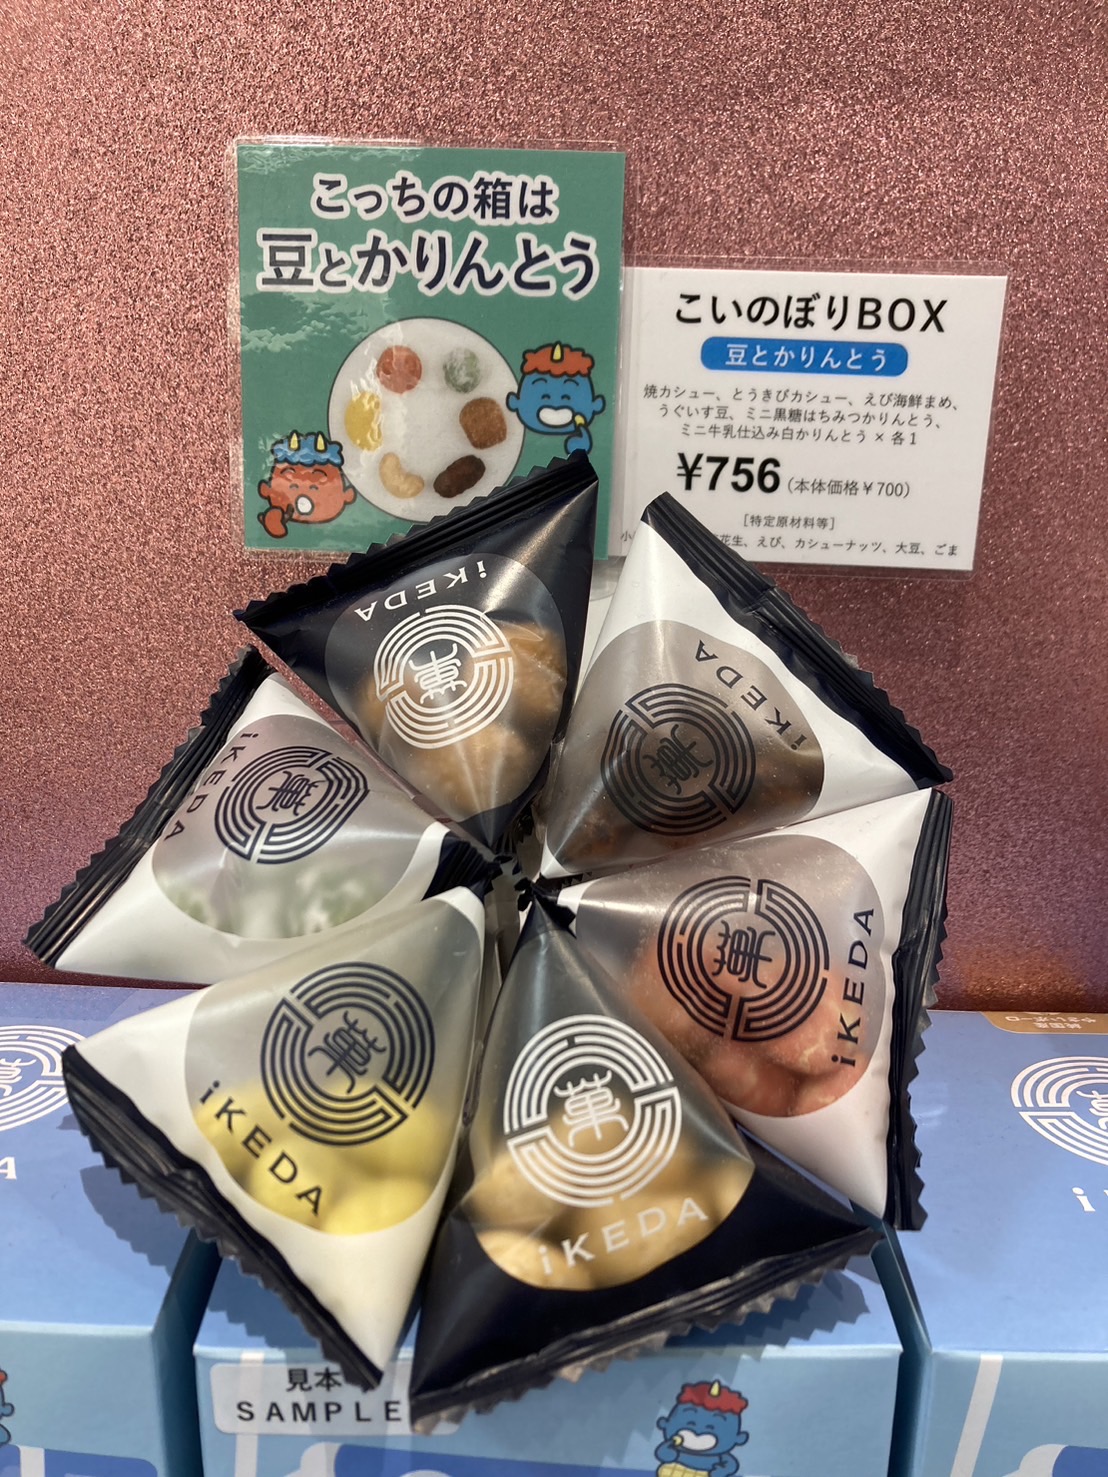 こっちの箱は
豆とかりんとう
こいのぼりBOX
豆とかりんとう
焼カシュー、とうきびカシュー、えび海鮮まめ、
うぐいす豆、ミニ黒糖はちみつかりんとう、
ミニ牛乳仕込み白かりんとう × 各1
¥756(本体価格¥700)
[特定原材料等]
花生、えび、カシューナッツ、大豆、ごま
iKEDA
菓
iKEDA
菓
iKEDA
菓
iKEDA
菓
iKEDA
菓
iKEDA
菓
見本
SAMPLE